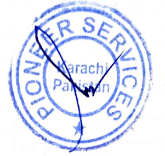 PIONEER SERVICES
Karachi
Pakistan